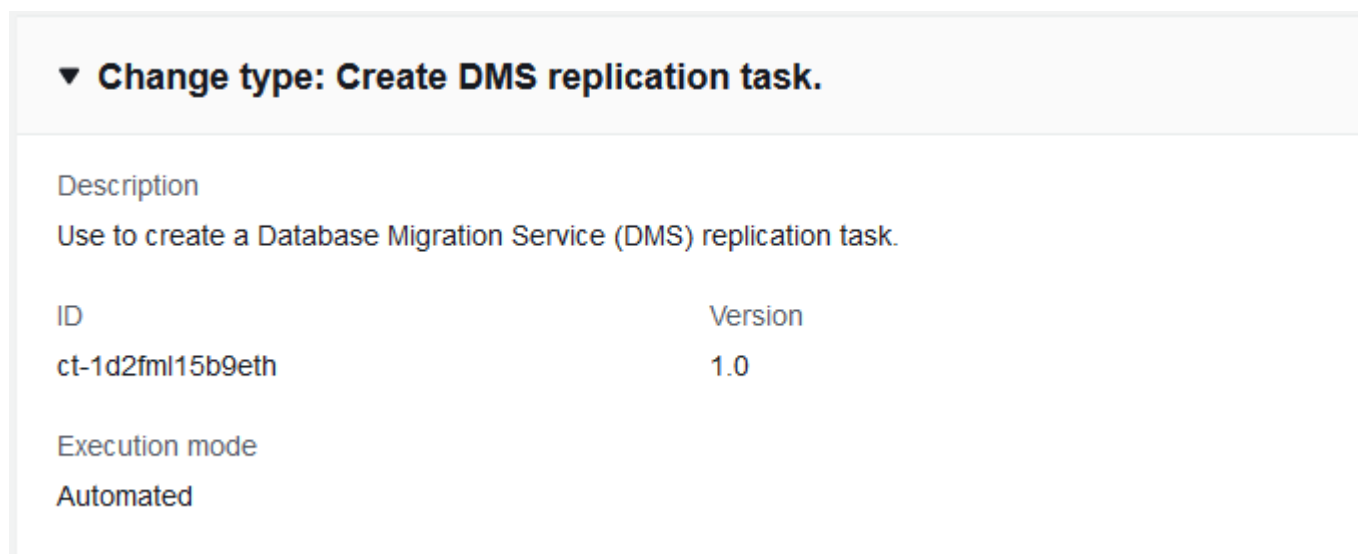 Change type: Create DMS replication task.
Description
Use to create a Database Migration Service (DMS) replication task.
ID
Version
ct-1d2fml15b9eth
1.0
Execution mode
Automated